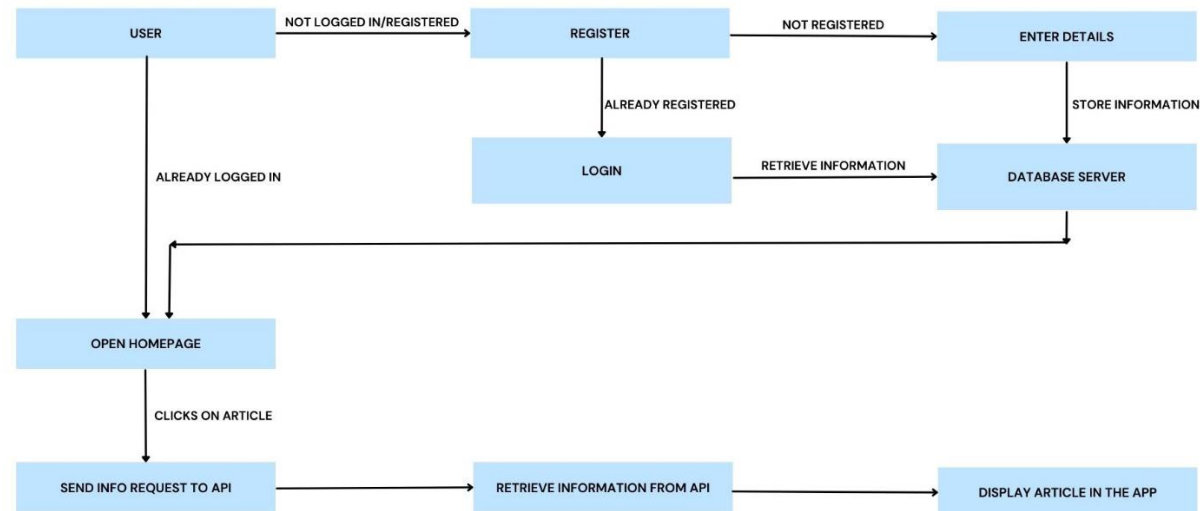 USER
NOT LOGGED IN/REGISTERED
REGISTER
NOT REGISTERED
ENTER DETAILS
ALREADY REGISTERED
STORE INFORMATION
ALREADY LOGGED IN
LOGIN
RETRIEVE INFORMATION
DATABASE SERVER
OPEN HOMEPAGE
CLICKS ON ARTICLE
SEND INFO REQUEST TO API
RETRIEVE INFORMATION FROM API
DISPLAY ARTICLE IN THE APP